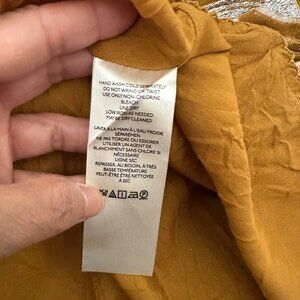 HAND WASH COLD SEPARATELY
DO NOT WRING OR TWIST
USE ONLY NON-CHLORINE
BLEACH
LINE DRY
LOW IRON AS NEEDED
MAY BE DRY CLEANED
LAVER À LA MAIN À L'EAU FROIDE
SÉPARÉMEN
NE PAS TORDRE OU ESSORER
UTILISER UN AGENT DE
BLANCHIMENT SANS CHLORE SI
NÉCESSAIRE
LIGNE SEC
REPASSER, AU BESOIN, À TRÈS
BASSE TEMPÉRATURE
PEUT-ÊTRE NETTOYAGE
A SEC